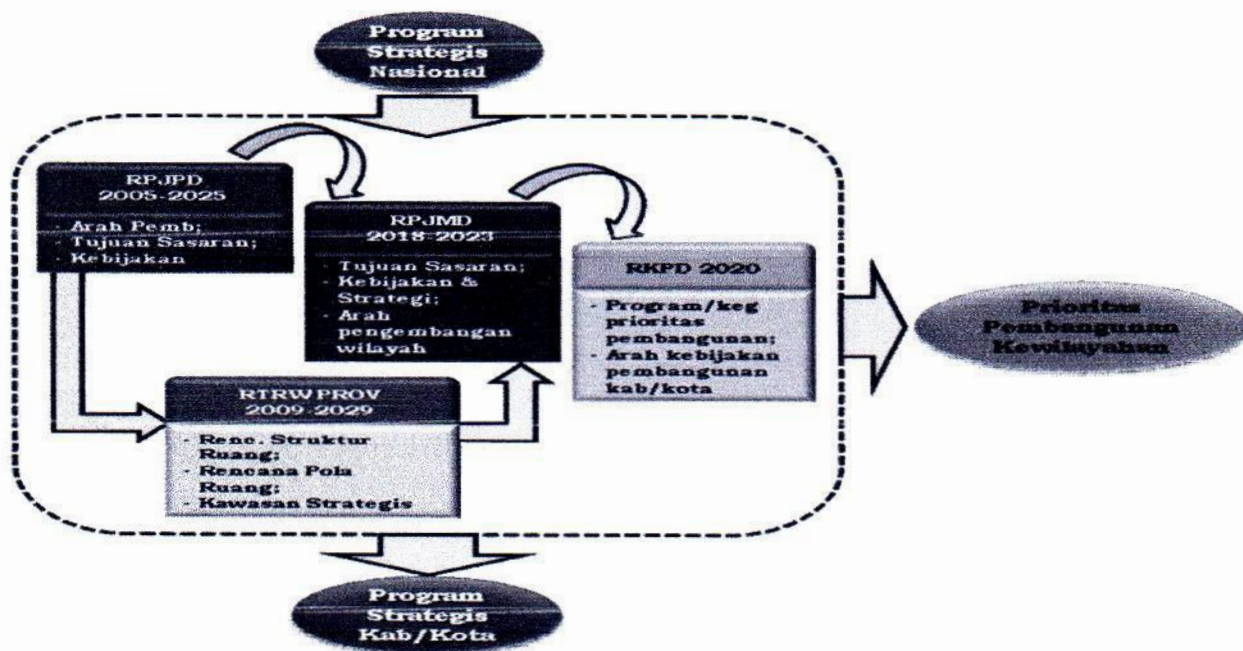 Program
Strategis
Nasional
RPJPD
2005-2025
- Arah Pemb;
- Tujuan Sasaran;
- Kebijakan
RPJMD
2018-2023
- Tujuan Sasaran;
- Kebijakan &
Strategi;
- Arah
pengembangan
wilayah
RKPD 2020
- Program/keg
prioritas
pembangunan;
- Arah kebijakan
pembangunan
kab/kota
Prioritas
Pembangunan
Kewilayahan
RTRW PROV
2009-2029
- Renc. Struktur
Ruang;
- Rencana Pola
Ruang;
- Kawasan Strategis
Program
Strategis
Kab/Kota